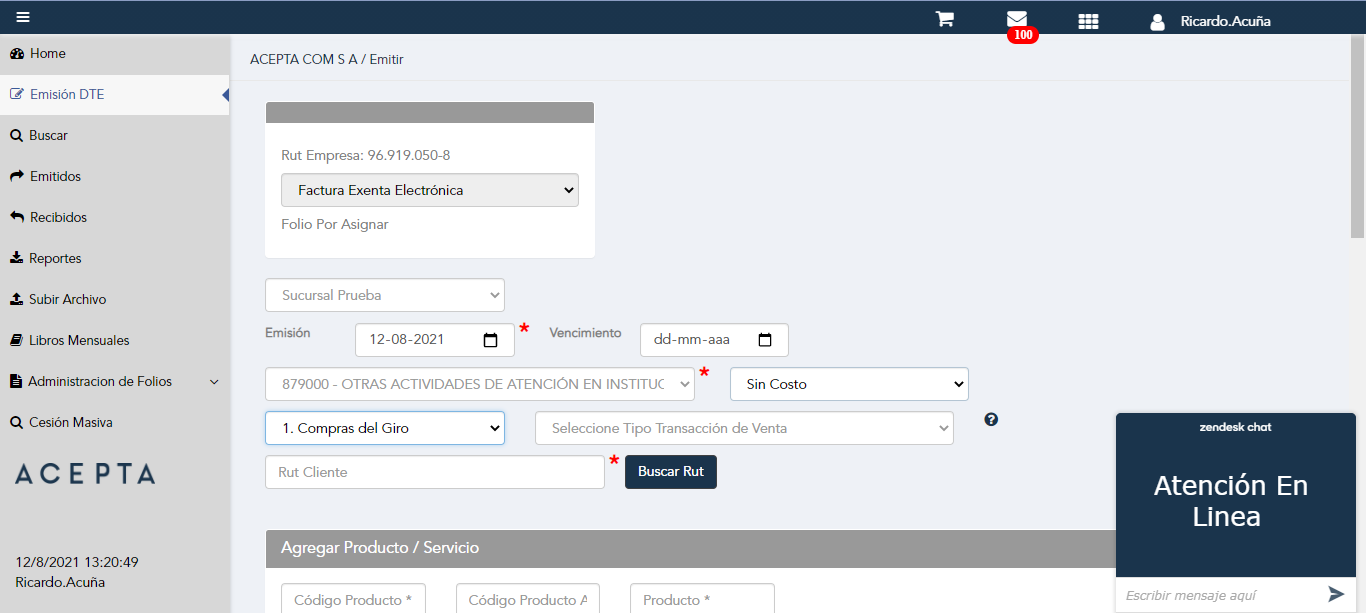 100
Ricardo.Acuña
Home
Emisión DTE
Buscar
Emitidos
Recibidos
Reportes
Subir Archivo
Libros Mensuales
Administracion de Folios
Cesión Masiva
ACEPTA
12/8/2021 13:20:49
Ricardo.Acuña
ACEPTA COM S A / Emitir
Rut Empresa: 96.919.050-8
Factura Exenta Electrónica
Folio Por Asignar
Sucursal Prueba
Emisión 12-08-2021 * Vencimiento dd-mm-aaa
879000 - OTRAS ACTIVIDADES DE ATENCIÓN EN INSTITUC * Sin Costo
1. Compras del Giro Seleccione Tipo Transacción de Venta ?
Rut Cliente * Buscar Rut
Agregar Producto / Servicio
Código Producto * Código Producto A Producto *
zendesk chat
Atención En
Linea
Escribir mensaje aquí